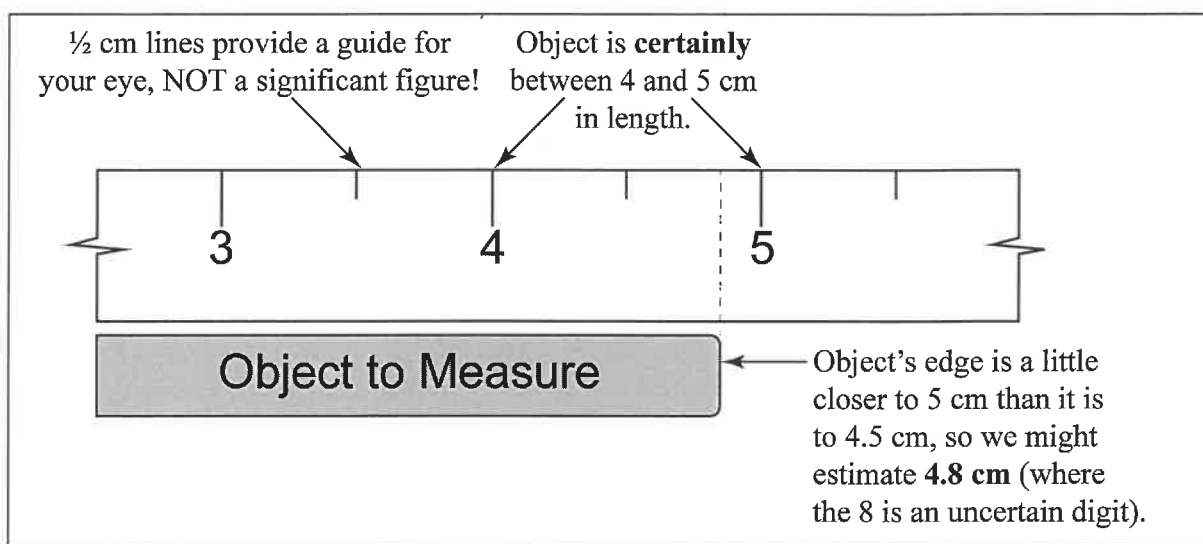 ½ cm lines provide a guide for
your eye, NOT a significant figure!
Object is certainly
between 4 and 5 cm
in length.
3
4
5
Object to Measure
Object's edge is a little
closer to 5 cm than it is
to 4.5 cm, so we might
estimate 4.8 cm (where
the 8 is an uncertain digit).